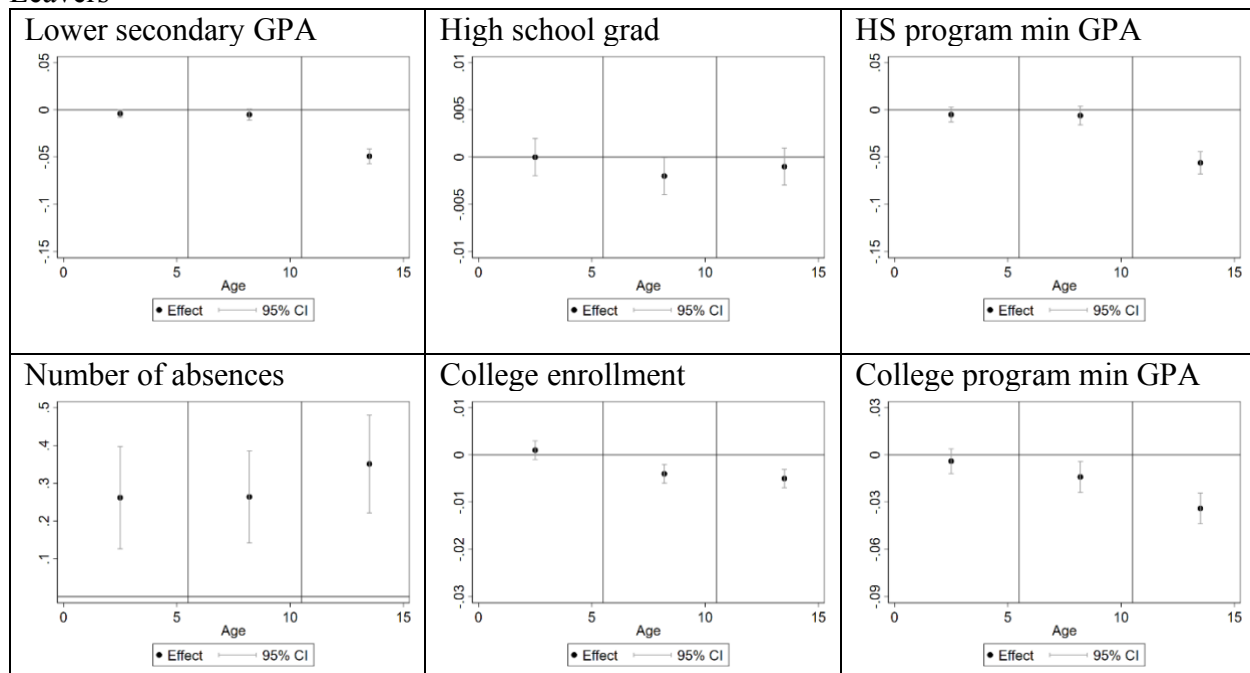 Leavers
Lower secondary GPA
.05
0
-.05
-.1
-.15
0 5 10 15
Age
Effect 95% CI
High school grad
.01
.005
0
-.005
-.01
0 5 10 15
Age
Effect 95% CI
HS program min GPA
.05
0
-.05
-.1
-.15
0 5 10 15
Age
Effect 95% CI
Number of absences
.5
.4
.3
.2
.1
0 5 10 15
Age
Effect 95% CI
College enrollment
.01
0
-.01
-.02
-.03
0 5 10 15
Age
Effect 95% CI
College program min GPA
.03
0
-.03
-.06
-.09
0 5 10 15
Age
Effect 95% CI